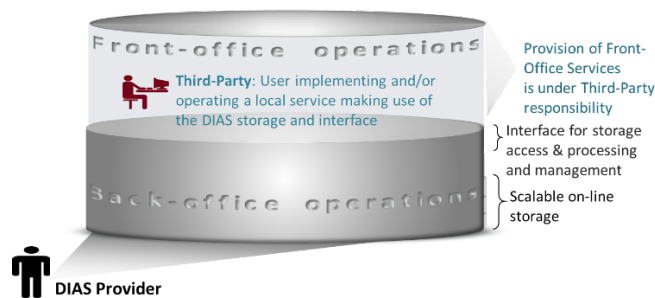 Front-office operations
Third-Party: User implementing and/or
operating a local service making use of
the DIAS storage and interface
Provision of Front-
Office Services
is under Third-Party
responsibility
Interface for storage
access & processing
and management
Back-office operations
Scalable on-line
storage
DIAS Provider